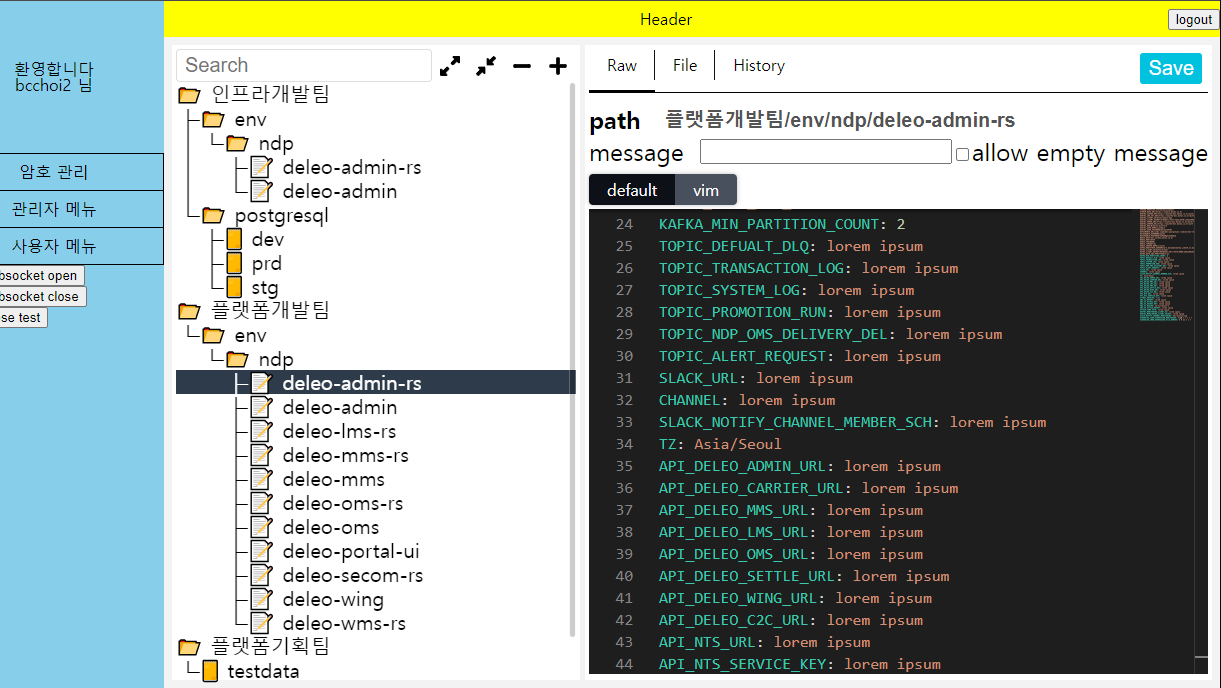 Header
logout
환영합니다
bcchoi2 님
암호 관리
관리자 메뉴
사용자 메뉴
bsocket open
bsocket close
se test
Search
인프라개발팀
env
ndp
deleo-admin-rs
deleo-admin
postgresql
dev
prd
stg
플랫폼개발팀
env
ndp
deleo-admin-rs
deleo-admin
deleo-lms-rs
deleo-mms-rs
deleo-mms
deleo-oms-rs
deleo-oms
deleo-portal-ui
deleo-secom-rs
deleo-wing
deleo-wms-rs
플랫폼기획팀
testdata
Raw File History
Save
path 플랫폼개발팀/env/ndp/deleo-admin-rs
message allow empty message
default vim
24 KAFKA_MIN_PARTITION_COUNT: 2
25 TOPIC_DEFUALT_DLQ: lorem ipsum
26 TOPIC_TRANSACTION_LOG: lorem ipsum
27 TOPIC_SYSTEM_LOG: lorem ipsum
28 TOPIC_PROMOTION_RUN: lorem ipsum
29 TOPIC_NDP_OMS_DELIVERY_DEL: lorem ipsum
30 TOPIC_ALERT_REQUEST: lorem ipsum
31 SLACK_URL: lorem ipsum
32 CHANNEL: lorem ipsum
33 SLACK_NOTIFY_CHANNEL_MEMBER_SCH: lorem ipsum
34 TZ: Asia/Seoul
35 API_DELEO_ADMIN_URL: lorem ipsum
36 API_DELEO_CARRIER_URL: lorem ipsum
37 API_DELEO_MMS_URL: lorem ipsum
38 API_DELEO_LMS_URL: lorem ipsum
39 API_DELEO_OMS_URL: lorem ipsum
40 API_DELEO_SETTLE_URL: lorem ipsum
41 API_DELEO_WING_URL: lorem ipsum
42 API_DELEO_C2C_URL: lorem ipsum
43 API_NTS_URL: lorem ipsum
44 API_NTS_SERVICE_KEY: lorem ipsum